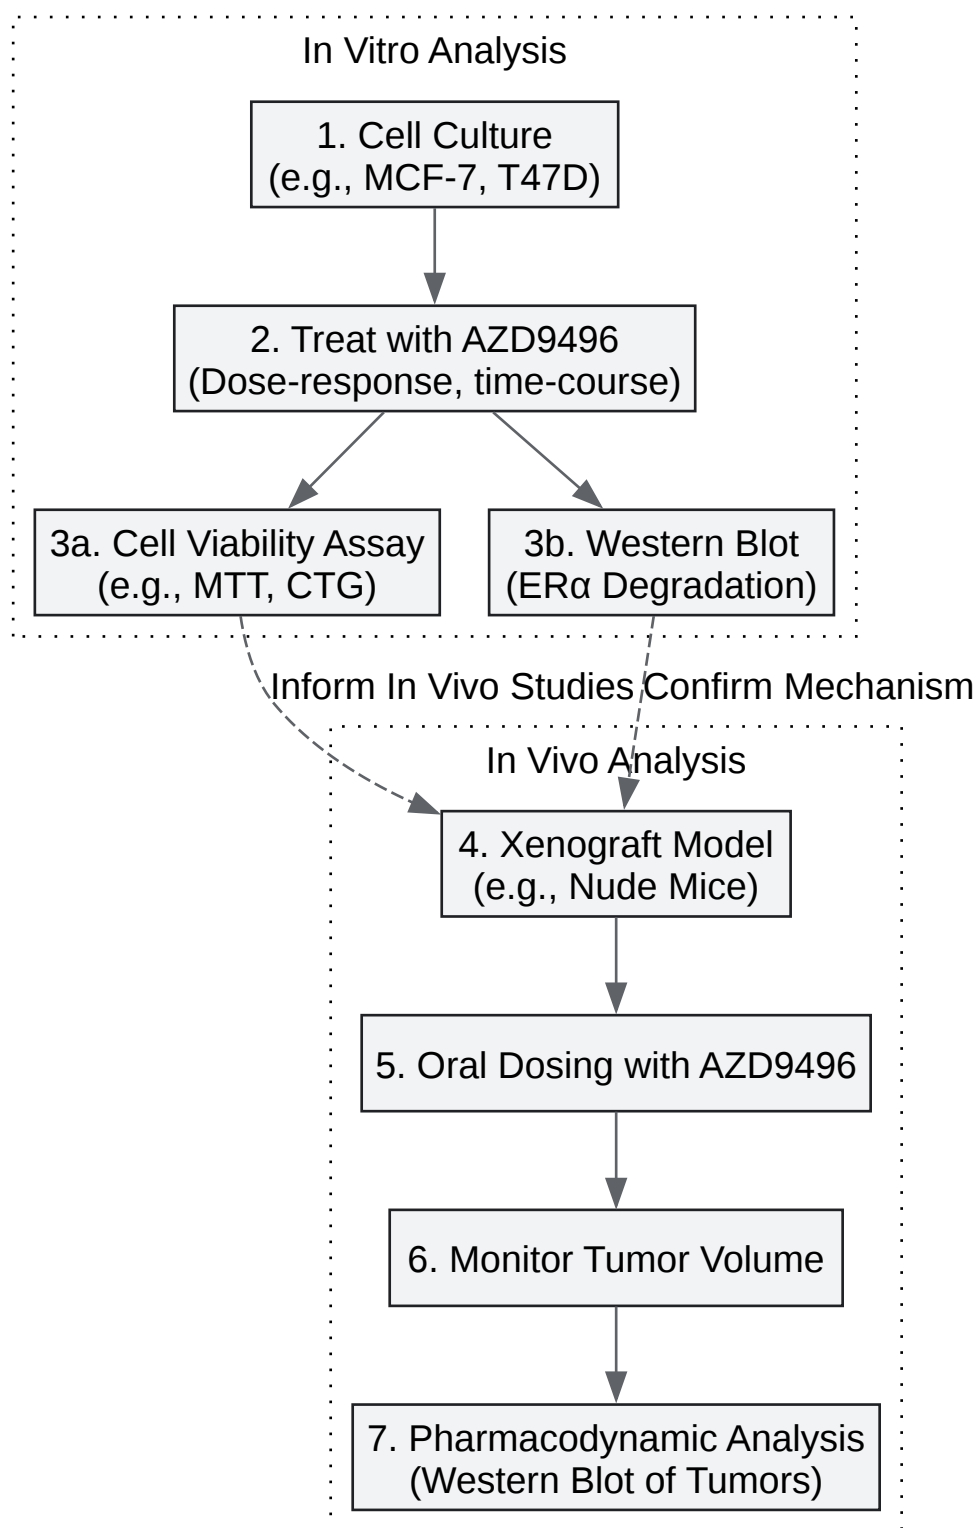 In Vitro Analysis
1. Cell Culture
(e.g., MCF-7, T47D)
2. Treat with AZD9496
(Dose-response, time-course)
3a. Cell Viability Assay
(e.g., MTT, CTG)
3b. Western Blot
(ERα Degradation)
Inform In Vivo Studies
Confirm Mechanism
In Vivo Analysis
4. Xenograft Model
(e.g., Nude Mice)
5. Oral Dosing with AZD9496
6. Monitor Tumor Volume
7. Pharmacodynamic Analysis
(Western Blot of Tumors)